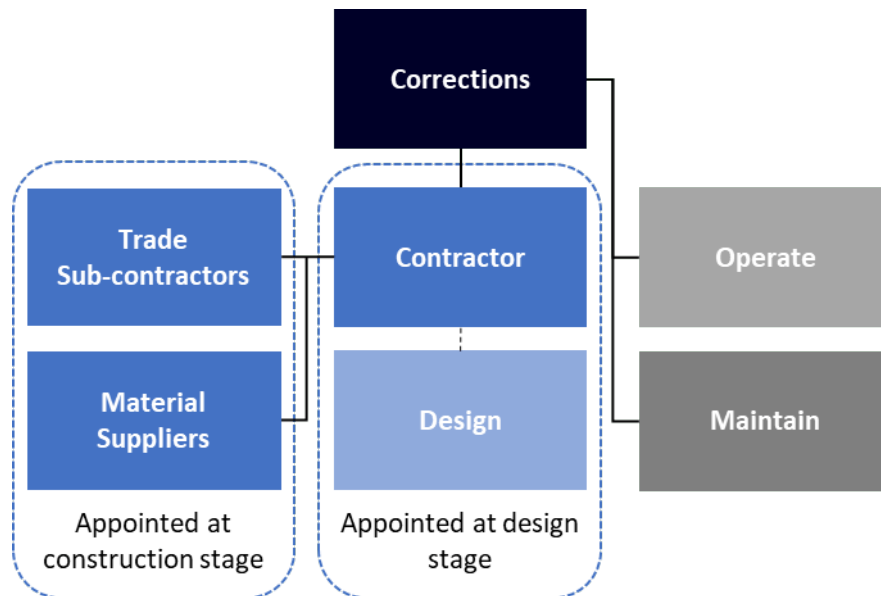 Corrections
Trade
Sub-contractors
Contractor
Operate
Material
Suppliers
Design
Maintain
Appointed at
construction stage
Appointed at design
stage